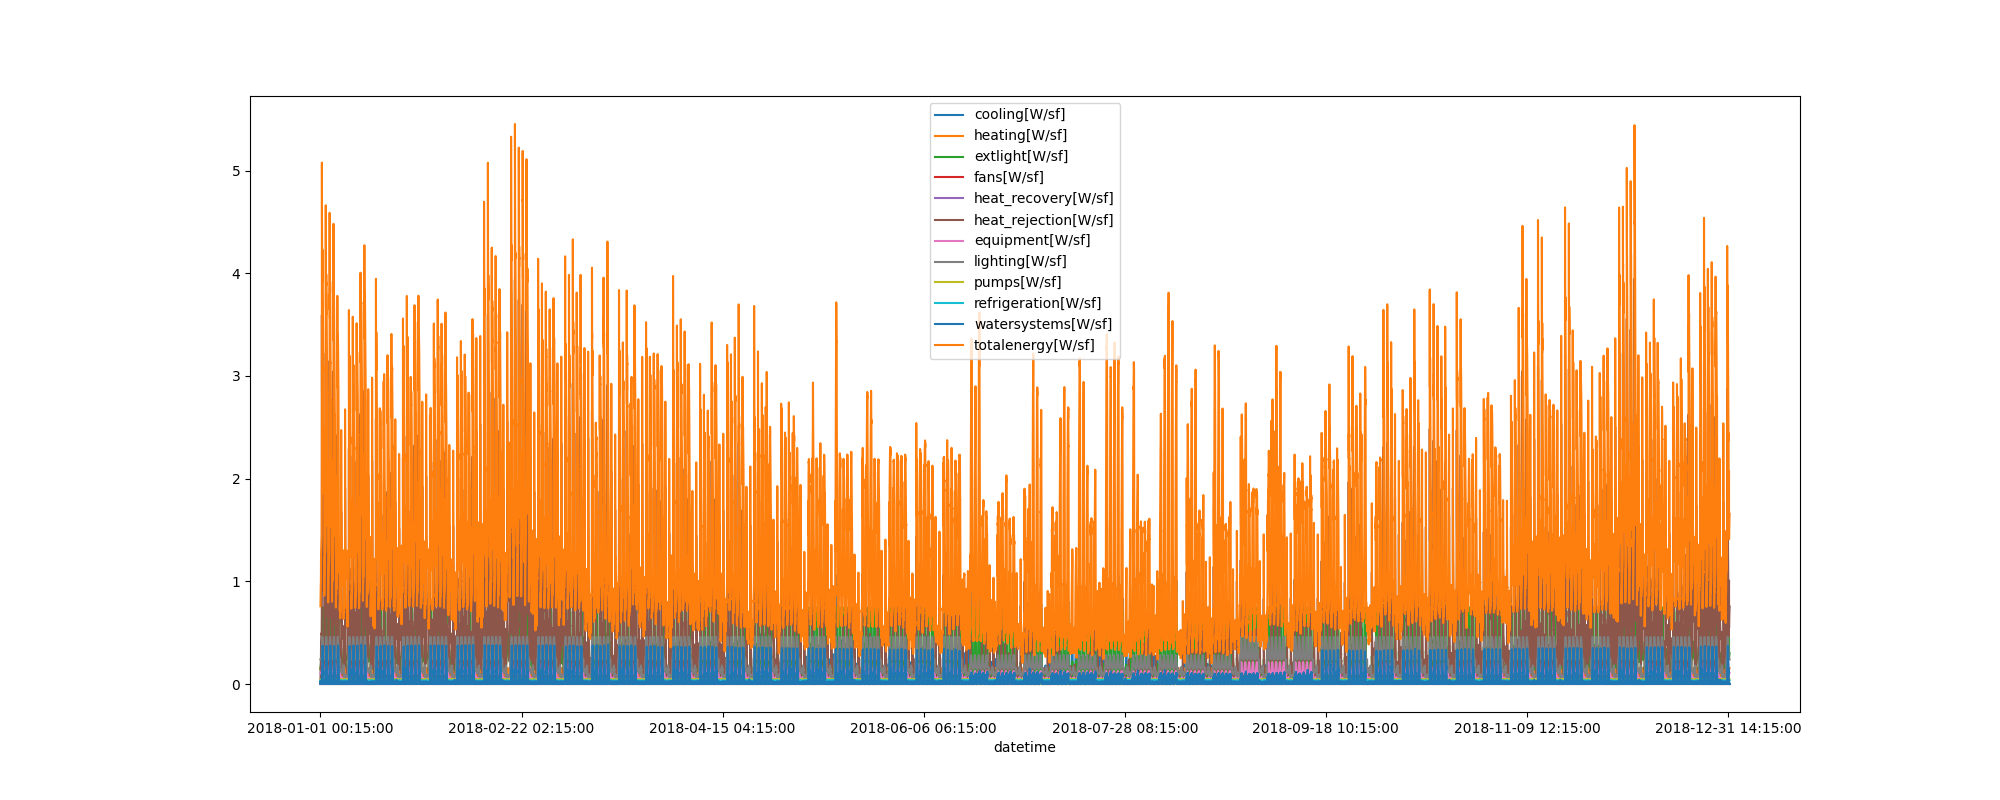 cooling[W/sf]
heating[W/sf]
extlight[W/sf]
fans[W/sf]
heat_recovery[W/sf]
heat_rejection[W/sf]
equipment[W/sf]
lighting[W/sf]
pumps[W/sf]
refrigeration[W/sf]
watersystems[W/sf]
totalenergy[W/sf]
5
4
3
2
1
0
2018-01-01 00:15:00 2018-02-22 02:15:00 2018-04-15 04:15:00 2018-06-06 06:15:00 2018-07-28 08:15:00 2018-09-18 10:15:00 2018-11-09 12:15:00 2018-12-31 14:15:00
datetime